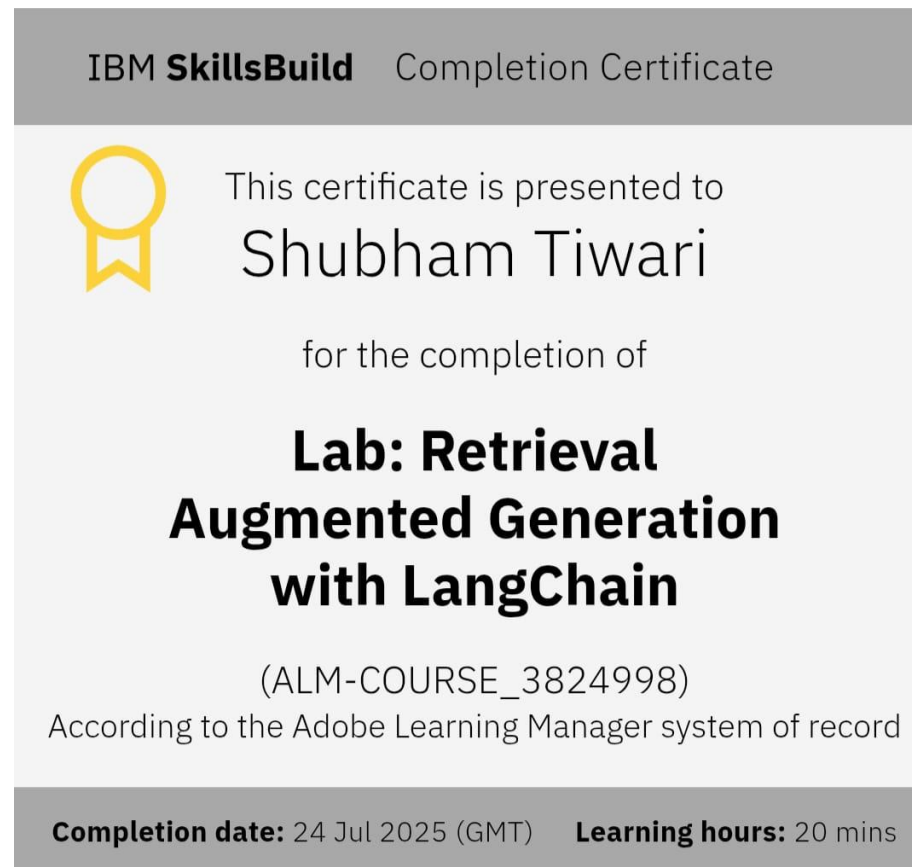 IBM SkillsBuild Completion Certificate
This certificate is presented to
Shubham Tiwari
for the completion of
Lab: Retrieval
Augmented Generation
with LangChain
(ALM-COURSE_3824998)
According to the Adobe Learning Manager system of record
Completion date: 24 Jul 2025 (GMT) Learning hours: 20 mins